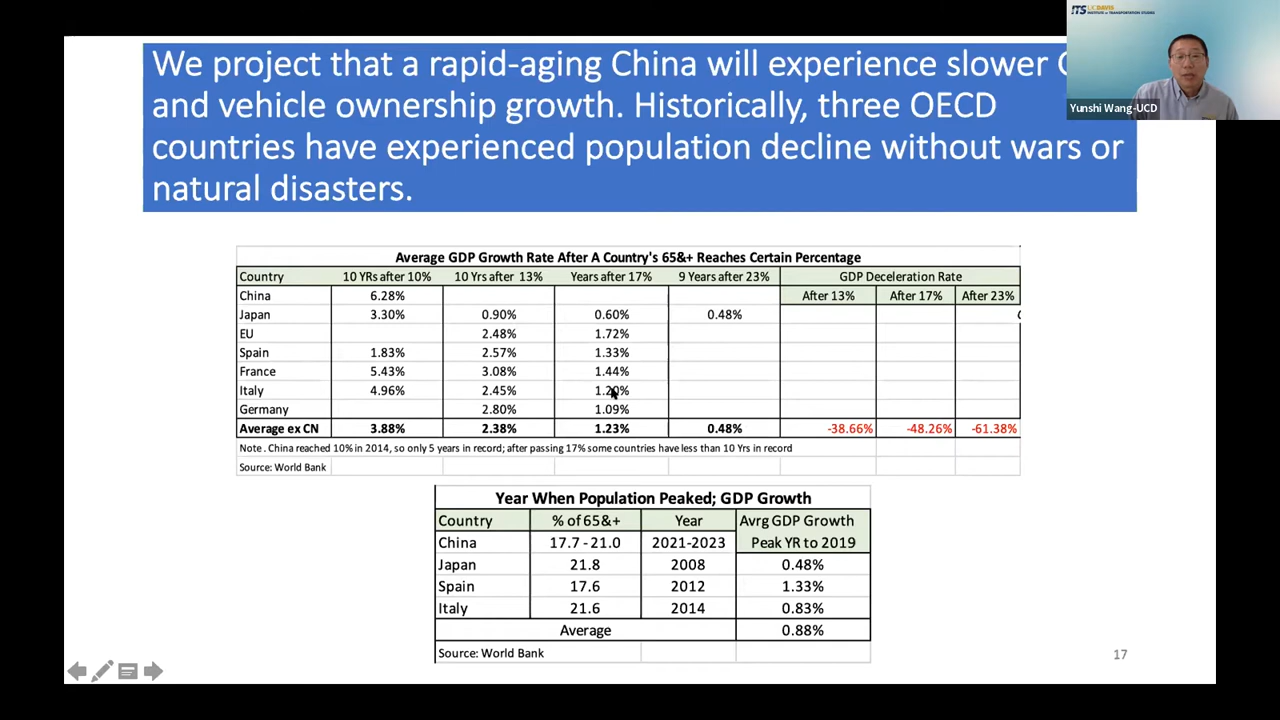 ITS UC DAVIS
INSTITUTE OF TRANSPORTATION STUDIES
Yunshi Wang-UCD
We project that a rapid-aging China will experience slower
and vehicle ownership growth. Historically, three OECD
countries have experienced population decline without wars or
natural disasters.
Average GDP Growth Rate After A Country's 65&+ Reaches Certain Percentage
Country 10 YRs after 10% 10 Yrs after 13% Years after 17% 9 Years after 23% GDP Deceleration Rate
China 6.28% After 13% After 17% After 23%
Japan 3.30% 0.90% 0.60% 0.48%
EU 2.48% 1.72%
Spain 1.83% 2.57% 1.33%
France 5.43% 3.08% 1.44%
Italy 4.96% 2.45% 1.20%
Germany 2.80% 1.09%
Average ex CN 3.88% 2.38% 1.23% 0.48% -38.66% -48.26% -61.38%
Note . China reached 10% in 2014, so only 5 years in record; after passing 17% some countries have less than 10 Yrs in record
Source: World Bank
Year When Population Peaked; GDP Growth
Country % of 65&+ Year Avrg GDP Growth
China 17.7 - 21.0 2021-2023 Peak YR to 2019
Japan 21.8 2008 0.48%
Spain 17.6 2012 1.33%
Italy 21.6 2014 0.83%
Average 0.88%
Source: World Bank
17